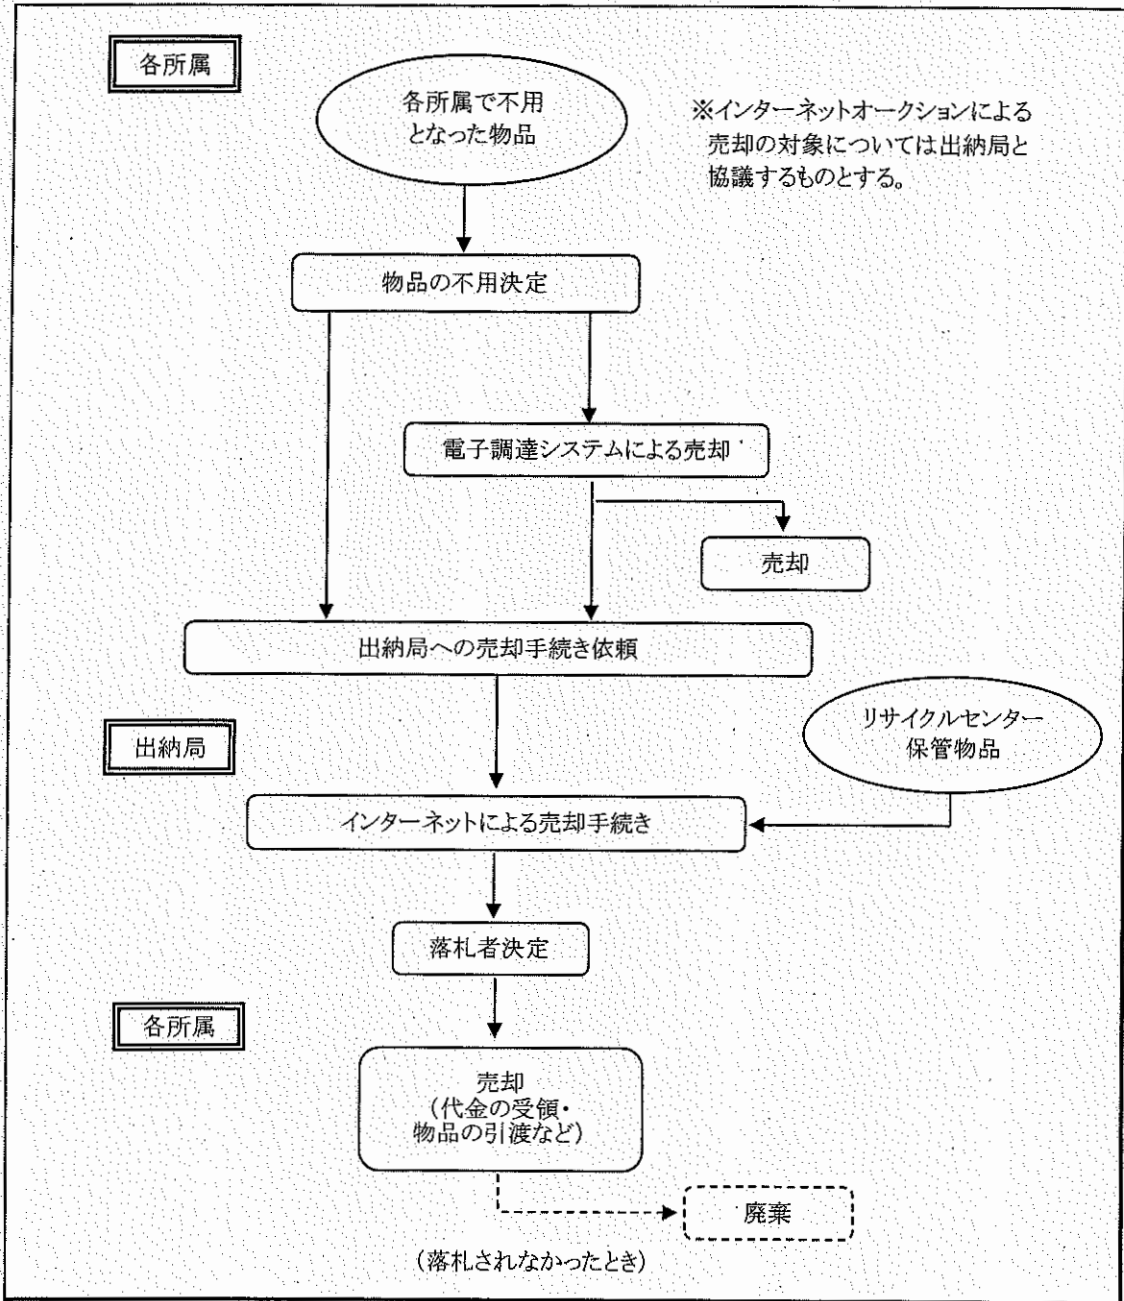 各所属
各所属で不用
となった物品
※インターネットオークションによる
売却の対象については出納局と
協議するものとする。
物品の不用決定
電子調達システムによる売却
売却
出納局への売却手続き依頼
リサイクルセンター
保管物品
出納局
インターネットによる売却手続き
落札者決定
各所属
売却
(代金の受領・
物品の引渡など)
廃棄
(落札されなかったとき)